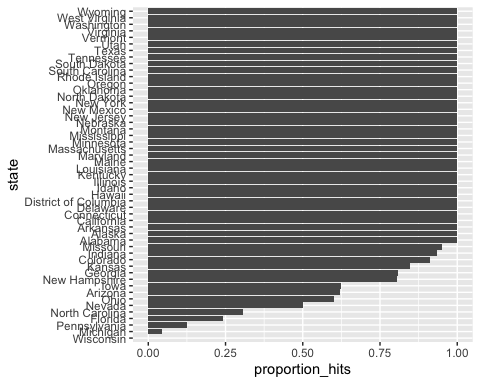 Wyoming
West Virginia
Washington
Virginia
Vermont
Utah
Texas
Tennessee
South Dakota
South Carolina
Rhode Island
Oregon
Oklahoma
North Dakota
New York
New Mexico
New Jersey
Nebraska
Montana
Mississippi
Minnesota
Massachusetts
Maryland
Maine
Louisiana
Kentucky
Illinois
Idaho
Hawaii
District of Columbia
Delaware
Connecticut
California
Arkansas
Alaska
Alabama
Missouri
Indiana
Colorado
Kansas
Georgia
New Hampshire
Iowa
Arizona
Ohio
Nevada
North Carolina
Florida
Pennsylvania
Michigan
Wisconsin
state
0.00 0.25 0.50 0.75 1.00
proportion_hits